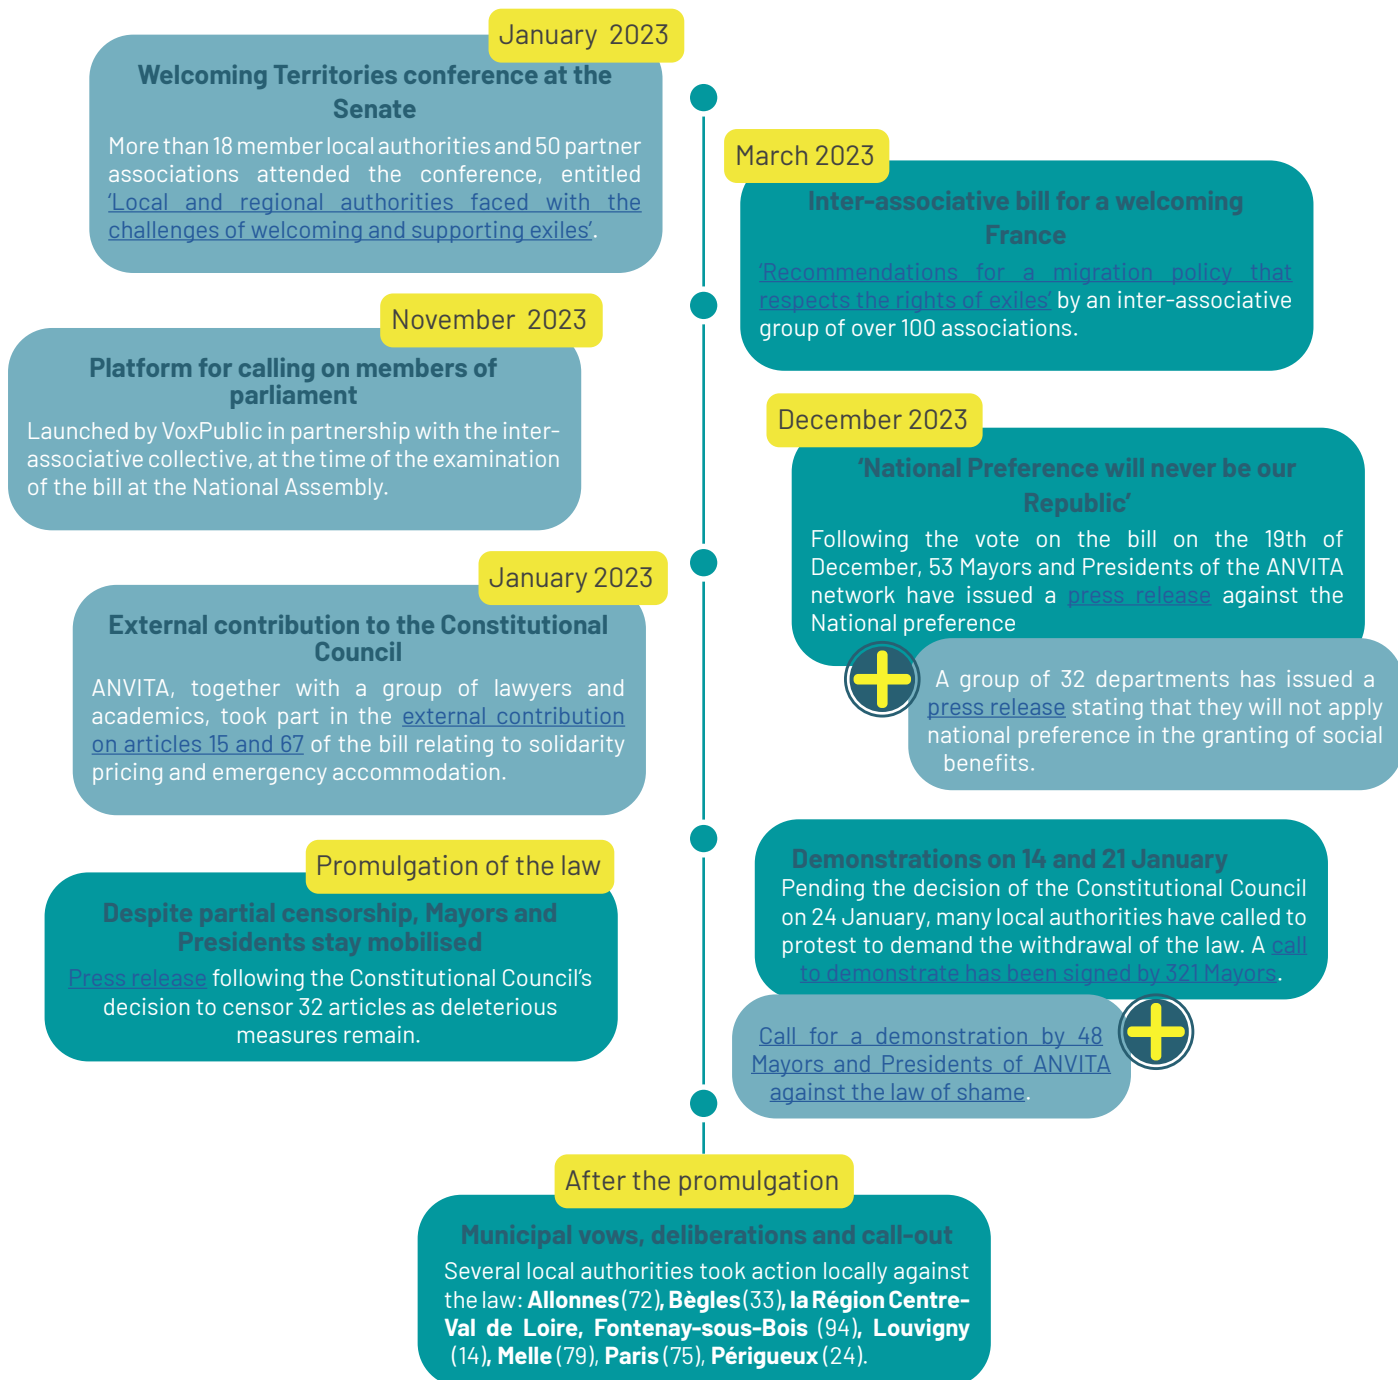 January 2023
Welcoming Territories conference at the
Senate
More than 18 member local authorities and 50 partner
associations attended the conference, entitled
'Local and regional authorities faced with the
challenges of welcoming and supporting exiles'.
March 2023
Inter-associative bill for a welcoming
France
'Recommendations for a migration policy that
respects the rights of exiles' by an inter-associative
group of over 100 associations.
November 2023
Platform for calling on members of
parliament
Launched by VoxPublic in partnership with the inter-
associative collective, at the time of the examination
of the bill at the National Assembly.
December 2023
'National Preference will never be our
Republic'
Following the vote on the bill on the 19th of
December, 53 Mayors and Presidents of the ANVITA
network have issued a press release against the
National preference
A group of 32 departments has issued a
press release stating that they will not apply
national preference in the granting of social
benefits.
January 2023
External contribution to the Constitutional
Council
ANVITA, together with a group of lawyers and
academics, took part in the external contribution
on articles 15 and 67 of the bill relating to solidarity
pricing and emergency accommodation.
Demonstrations on 14 and 21 January
Pending the decision of the Constitutional Council
on 24 January, many local authorities have called to
protest to demand the withdrawal of the law. A call
to demonstrate has been signed by 321 Mayors.
Call for a demonstration by 48
Mayors and Presidents of ANVITA
against the law of shame.
Promulgation of the law
Despite partial censorship, Mayors and
Presidents stay mobilised
Press release following the Constitutional Council's
decision to censor 32 articles as deleterious
measures remain.
After the promulgation
Municipal vows, deliberations and call-out
Several local authorities took action locally against
the law: Allonnes (72), Bègles (33), la Région Centre-
Val de Loire, Fontenay-sous-Bois (94), Louvigny
(14), Melle (79), Paris (75), Périgueux (24).